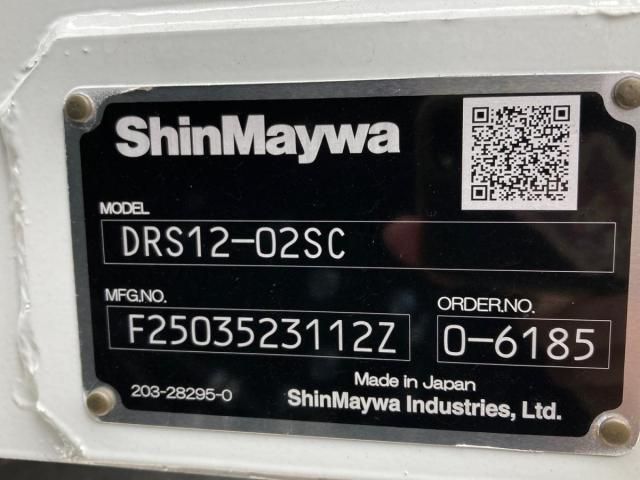 ShinMaywa
MODEL
DRS12-02SC
MFG.NO.
F2503523112Z
ORDER.NO.
0-6185
203-28295-0
Made in Japan
ShinMaywa Industries, Ltd.